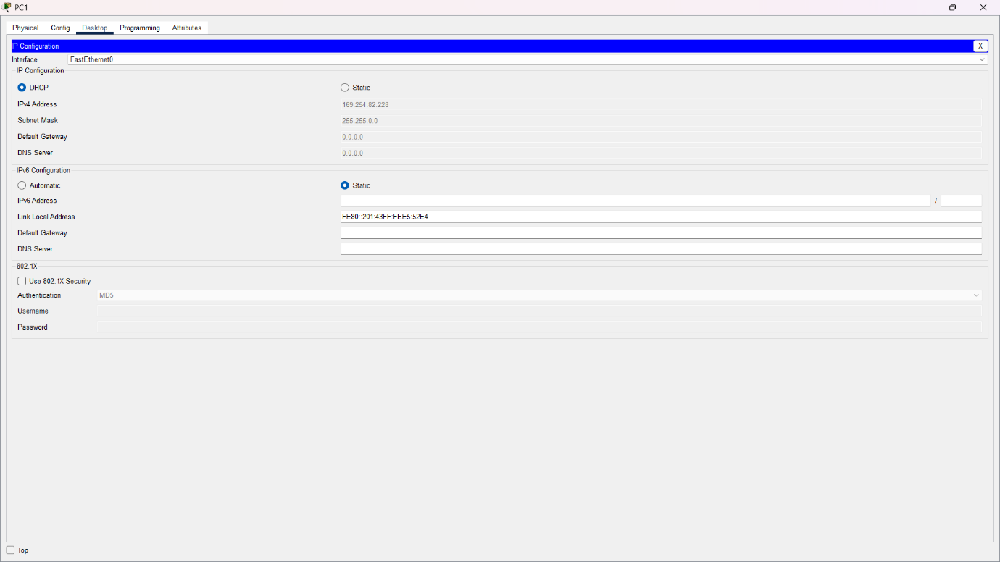 PC1
Physical Config Desktop Programming Attributes
IP Configuration X
Interface FastEthernet0
IP Configuration
DHCP Static
IPv4 Address 169.254.82.228
Subnet Mask 255.255.0.0
Default Gateway 0.0.0.0
DNS Server 0.0.0.0
IPv6 Configuration
Automatic Static
IPv6 Address /
Link Local Address FE80::201:43FF:FEE5:52E4
Default Gateway
DNS Server
802.1X
Use 802.1X Security
Authentication MD5
Username
Password
Top